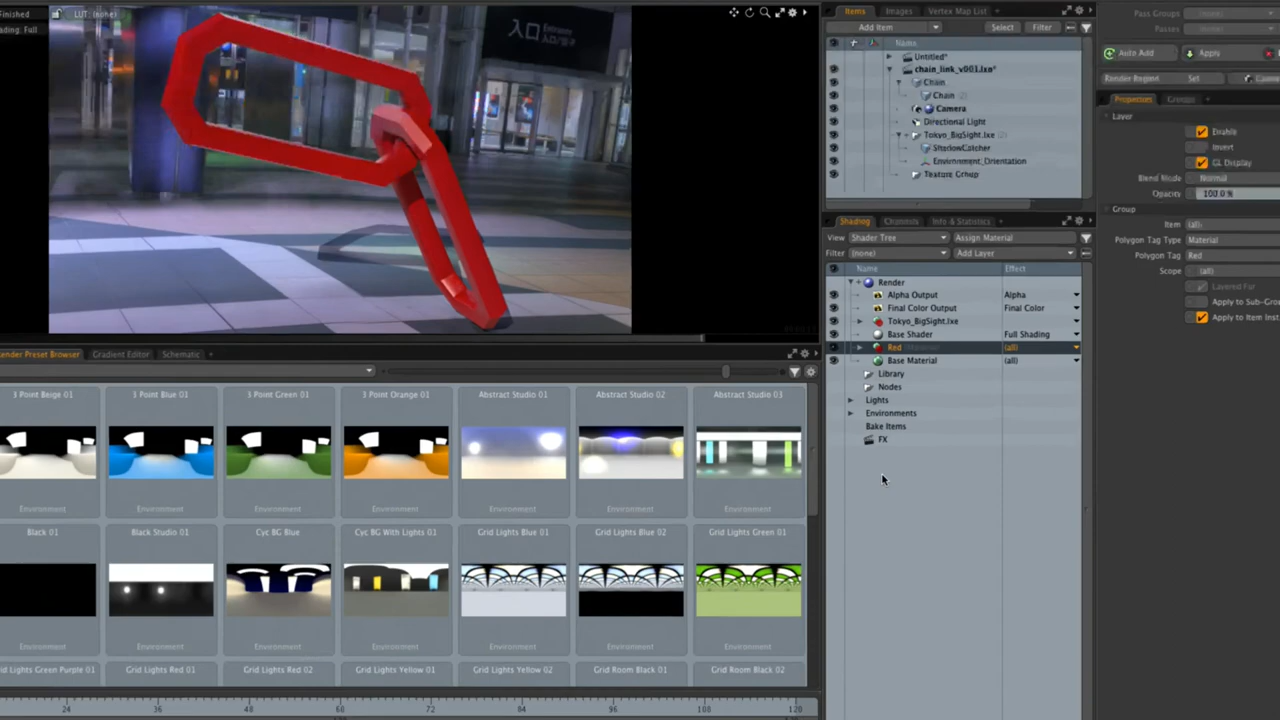 Finished
LUT: (none)
ading: Full
入口
Entrance
Items
Images
Vertex Map List
+
Add Item
Select
Filter
Name
Untitled*
chain_link_v001.lxo*
Chain
Chain (2)
Camera
Directional Light
Tokyo_BigSight.lxe (2)
ShadowCatcher
Environment_Orientation
Texture Group
Shading
Channels
Info & Statistics
+
View
Shader Tree
Assign Material
Filter
(none)
Add Layer
Name
Effect
Render
Alpha Output
Alpha
Final Color Output
Final Color
Tokyo_BigSight.lxe
Base Shader
Full Shading
Red (Material)
(all)
Base Material
(all)
Library
Nodes
Lights
Environments
Bake Items
FX
Pass Groups
(none)
Passes
(none)
Auto Add
Apply
Render Region
Set
Camera
Properties
Groups
+
Layer
Enable
Invert
GL Display
Blend Mode
Normal
Opacity
100.0 %
Group
Item
(all)
Polygon Tag Type
Material
Polygon Tag
Red
Scope
(all)
Layered Fur
Apply to Sub-Gro
Apply to Item Inst
ender Preset Browser
Gradient Editor
Schematic
+
3 Point Beige 01
3 Point Blue 01
3 Point Green 01
3 Point Orange 01
Abstract Studio 01
Abstract Studio 02
Abstract Studio 03
Environment
Environment
Environment
Environment
Environment
Environment
Environment
Black 01
Black Studio 01
Cyc BG Blue
Cyc BG With Lights 01
Grid Lights Blue 01
Grid Lights Blue 02
Grid Lights Green 01
Environment
Environment
Environment
Environment
Environment
Environment
Environment
id Lights Green Purple 01
Grid Lights Red 01
Grid Lights Red 02
Grid Lights Yellow 01
Grid Lights Yellow 02
Grid Room Black 01
Grid Room Black 02
24
36
48
60
72
84
96
108
120